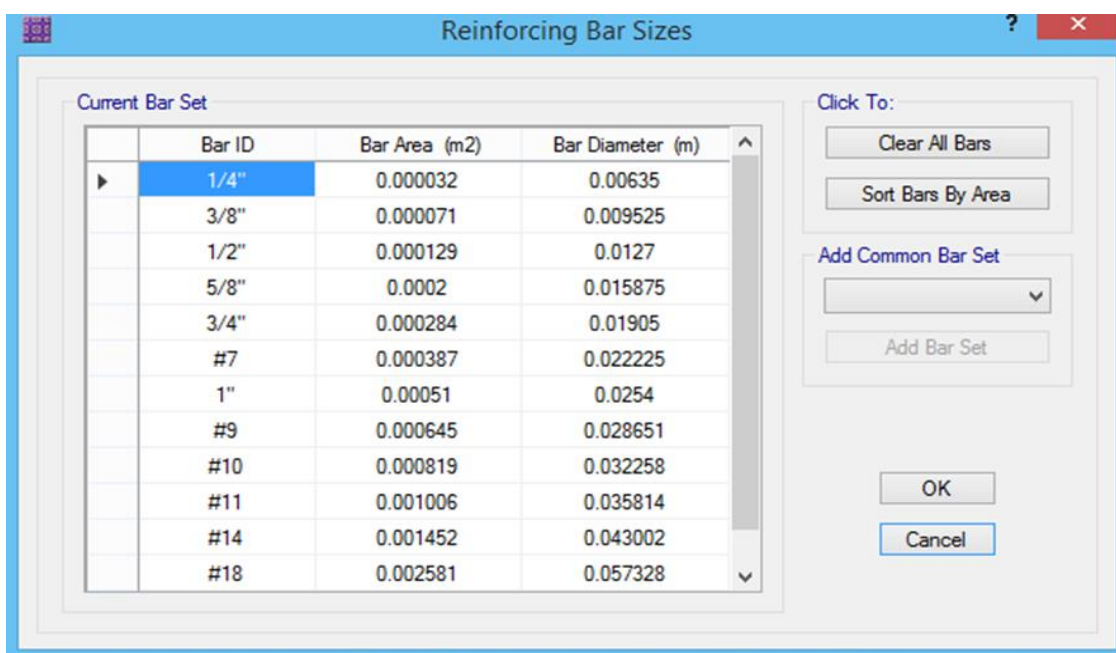 Reinforcing Bar Sizes ? ×
Current Bar Set
Bar ID Bar Area (m2) Bar Diameter (m)
1/4" 0.000032 0.00635
3/8" 0.000071 0.009525
1/2" 0.000129 0.0127
5/8" 0.0002 0.015875
3/4" 0.000284 0.01905
#7 0.000387 0.022225
1" 0.00051 0.0254
#9 0.000645 0.028651
#10 0.000819 0.032258
#11 0.001006 0.035814
#14 0.001452 0.043002
#18 0.002581 0.057328
Click To:
Clear All Bars
Sort Bars By Area
Add Common Bar Set
Add Bar Set
OK
Cancel